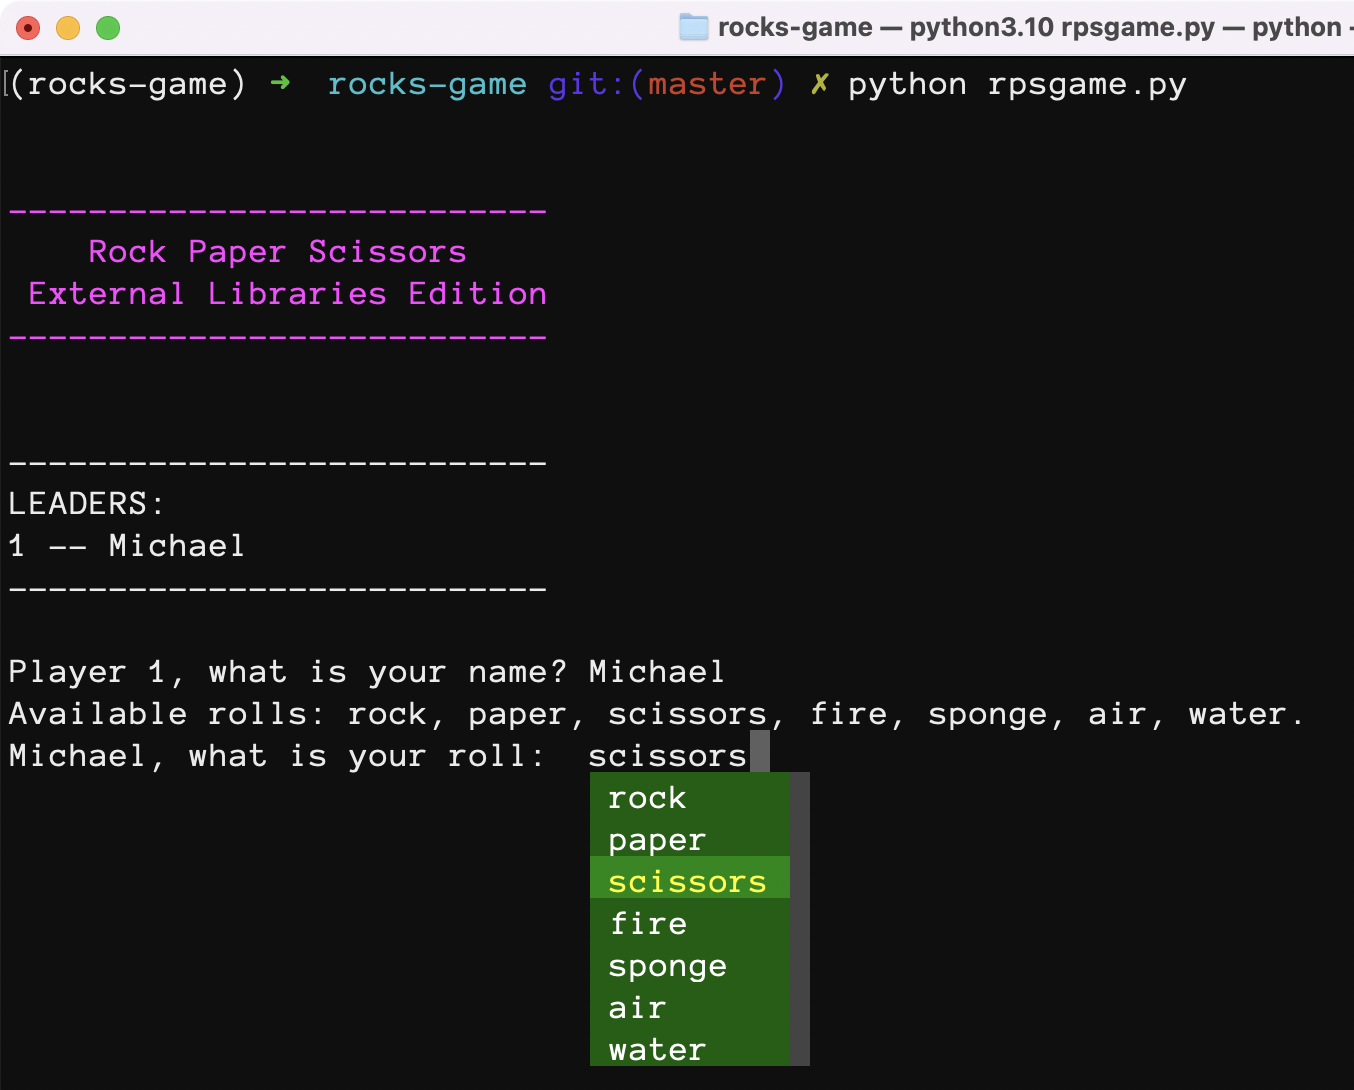 rocks-game — python3.10 rpsgame.py — python -
[(rocks-game) ➜  rocks-game git:(master) ✗ python rpsgame.py
---------------------------
    Rock Paper Scissors
 External Libraries Edition
---------------------------
---------------------------
LEADERS:
1 -- Michael
---------------------------
Player 1, what is your name? Michael
Available rolls: rock, paper, scissors, fire, sponge, air, water.
Michael, what is your roll:  scissors
rock
paper
scissors
fire
sponge
air
water